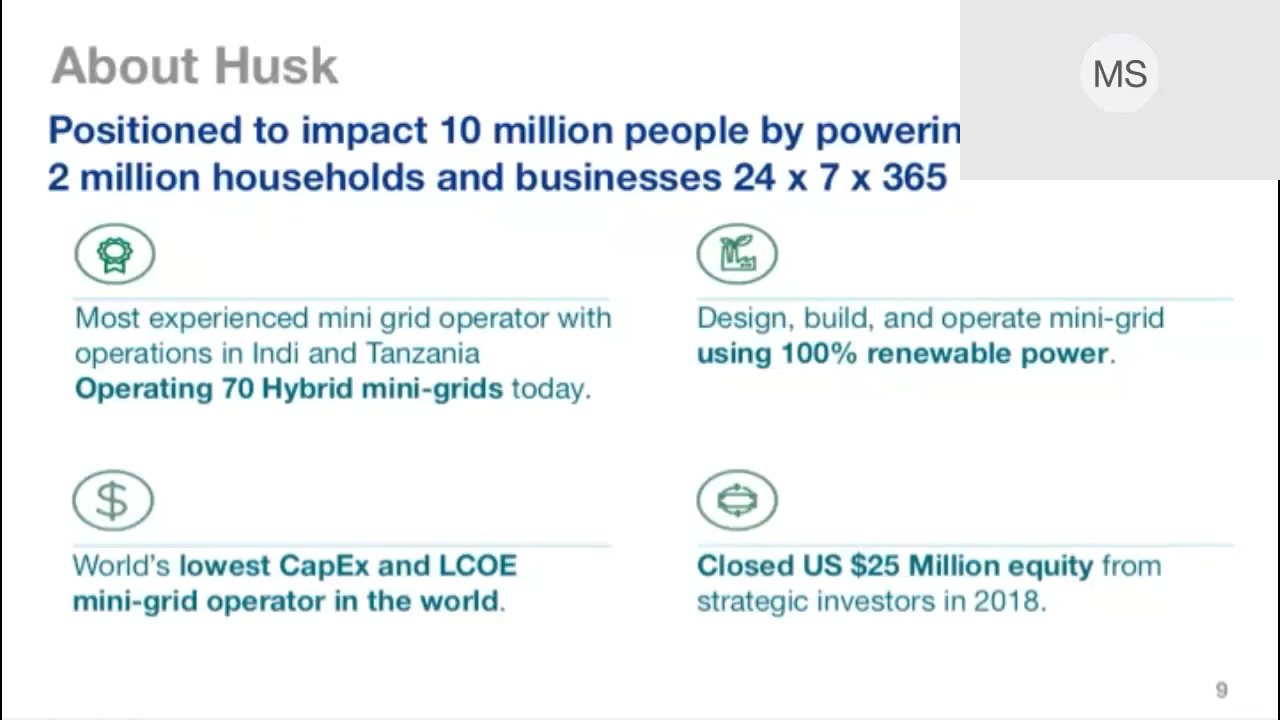 About Husk
MS
Positioned to impact 10 million people by powerin
2 million households and businesses 24 x 7 x 365
Most experienced mini grid operator with
operations in Indi and Tanzania
Operating 70 Hybrid mini-grids today.
Design, build, and operate mini-grid
using 100% renewable power.
World's lowest CapEx and LCOE
mini-grid operator in the world.
Closed US $25 Million equity from
strategic investors in 2018.
9